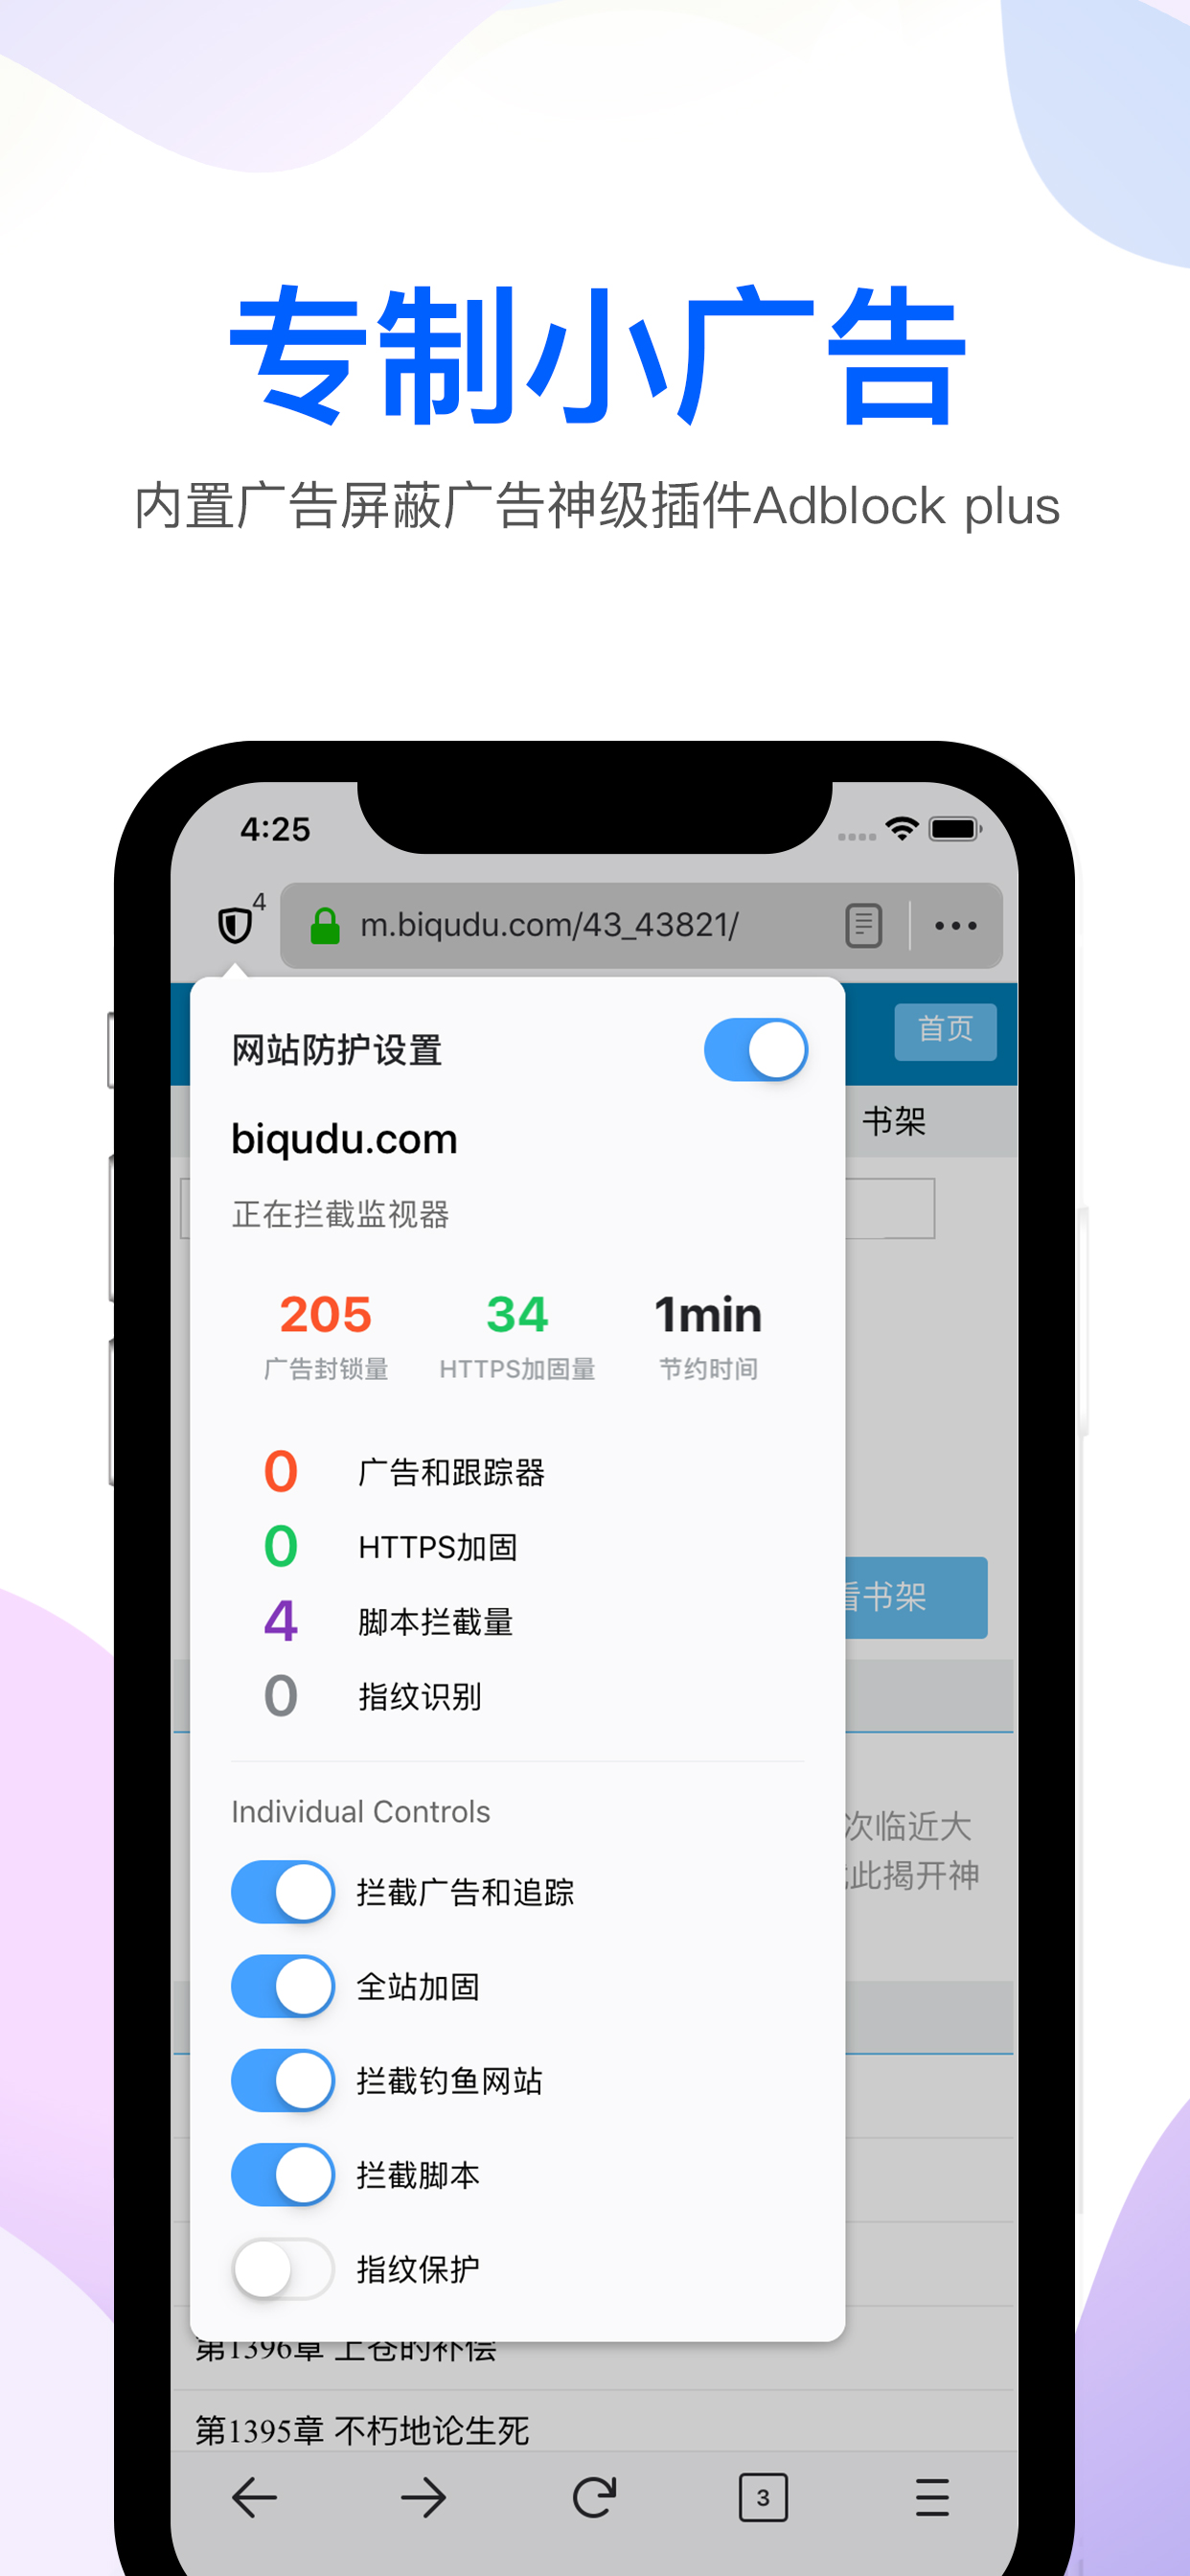 专制小广告
内置广告屏蔽广告神级插件Adblock plus
4:25
4
m.biqudu.com/43_43821/
首页
网站防护设置
书架
biqudu.com
正在拦截监视器
205 34 1min
广告封锁量 HTTPS加固量 节约时间
0 广告和跟踪器
0 HTTPS加固
看书架
4 脚本拦截量
0 指纹识别
Individual Controls
次临近大
拦截广告和追踪
此揭开神
全站加固
拦截钓鱼网站
拦截脚本
指纹保护
第1396章 上苍的补偿
第1395章 不朽地论生死
3